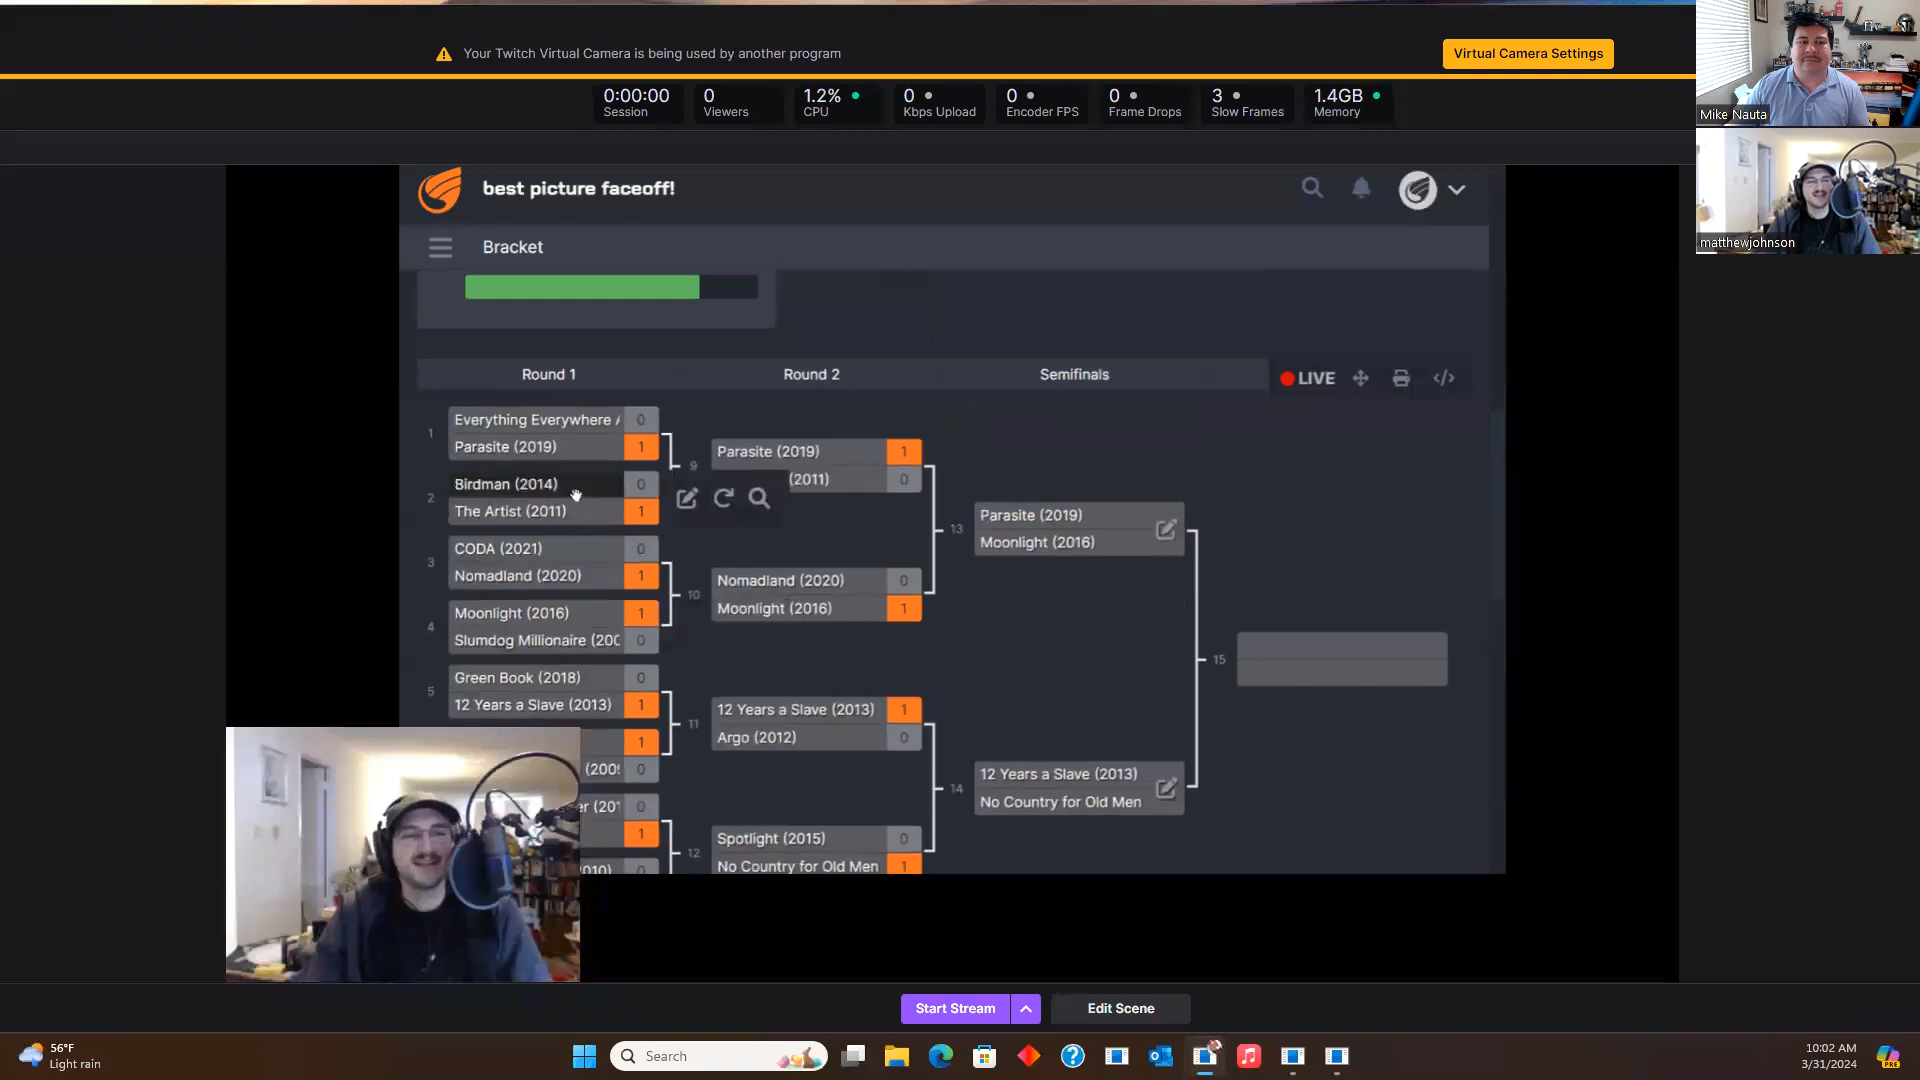 Your Twitch Virtual Camera is being used by another program
Virtual Camera Settings
0:00:00
Session
0
Viewers
1.2%
CPU
0
Kbps Upload
0
Encoder FPS
0
Frame Drops
3
Slow Frames
1.4GB
Memory
Mike Nauta
matthewjohnson
best picture faceoff!
Bracket
Round 1
Round 2
Semifinals
LIVE
1
Everything Everywhere 0
Parasite (2019) 1
2
Birdman (2014) 0
The Artist (2011) 1
3
CODA (2021) 0
Nomadland (2020) 1
4
Moonlight (2016) 1
Slumdog Millionaire (200 0
5
Green Book (2018) 0
12 Years a Slave (2013) 1
1
(2009 0
er (201 0
1
2010) 0
9
Parasite (2019) 1
(2011) 0
10
Nomadland (2020) 0
Moonlight (2016) 1
11
12 Years a Slave (2013) 1
Argo (2012) 0
12
Spotlight (2015) 0
No Country for Old Men 1
13
Parasite (2019)
Moonlight (2016)
14
12 Years a Slave (2013)
No Country for Old Men
15
Start Stream
Edit Scene
56°F
Light rain
Search
10:02 AM
3/31/2024
PRE